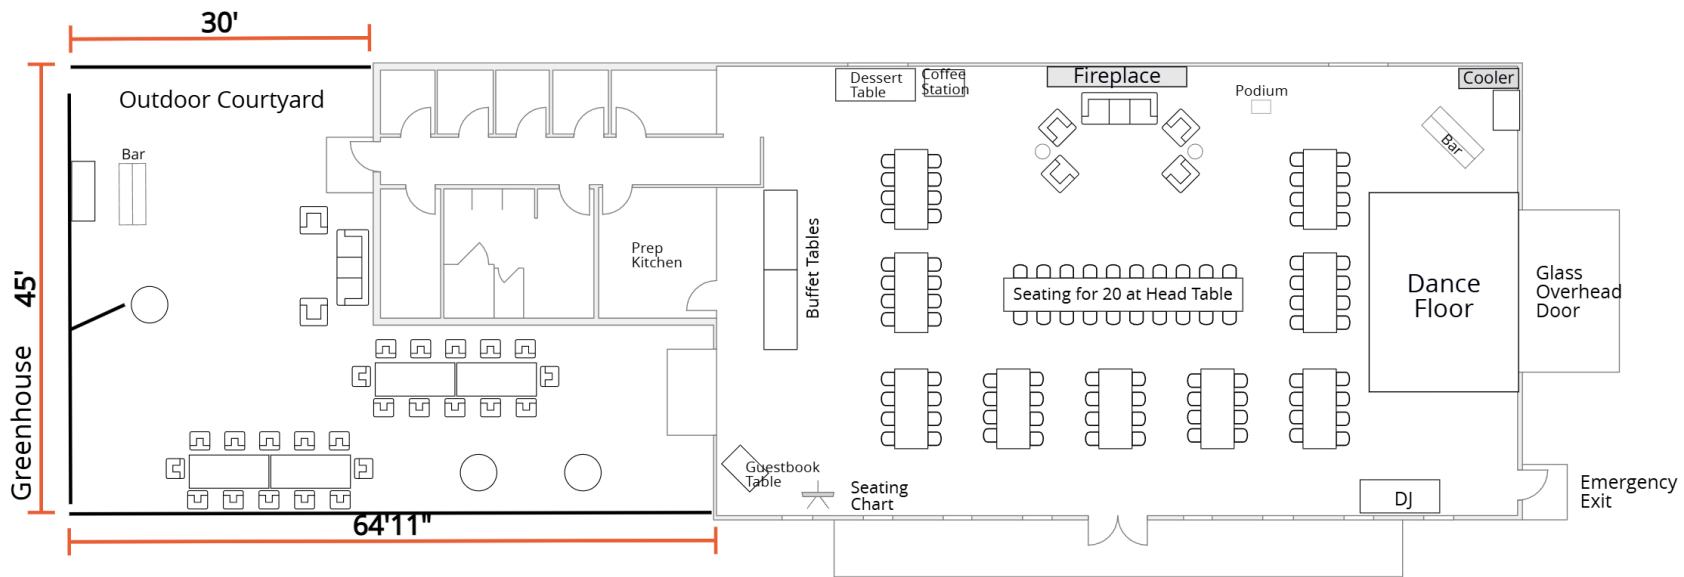 30'
Outdoor Courtyard
Bar
45'
Greenhouse
64'11"
Prep
Kitchen
Buffet Tables
Dessert
Table
Coffee
Station
Fireplace
Podium
Cooler
Bar
Seating for 20 at Head Table
Dance
Floor
Glass
Overhead
Door
Guestbook
Table
Seating
Chart
DJ
Emergency
Exit